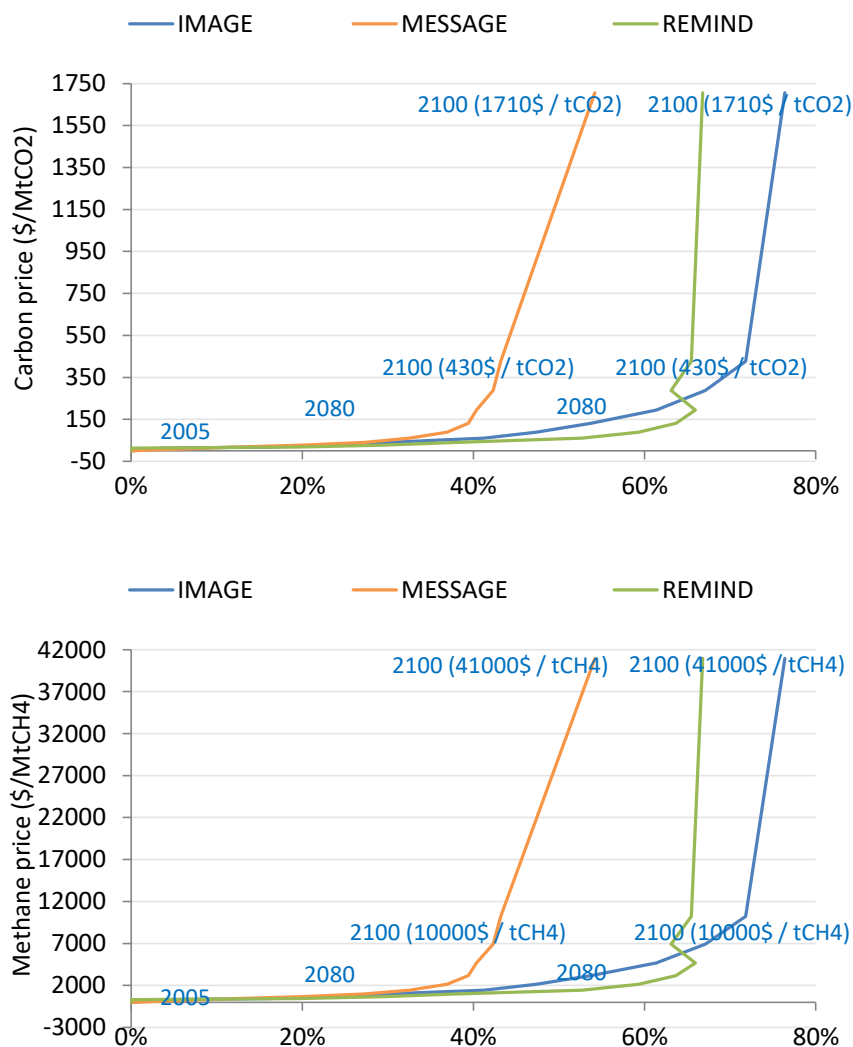 IMAGE MESSAGE REMIND
Carbon price ($/MtCO2)
1750
1550
1350
1150
950
750
550
350
150
-50
2100 (1710$ / tCO2) 2100 (1710$ / tCO2)
2100 (430$ / tCO2) 2100 (430$ / tCO2)
2005 2080 2080
0% 20% 40% 60% 80%
IMAGE MESSAGE REMIND
Methane price ($/MtCH4)
42000
37000
32000
27000
22000
17000
12000
7000
2000
-3000
2100 (41000$ / tCH4) 2100 (41000$ / tCH4)
2100 (10000$ / tCH4) 2100 (10000$ / tCH4)
2005 2080 2080
0% 20% 40% 60% 80%